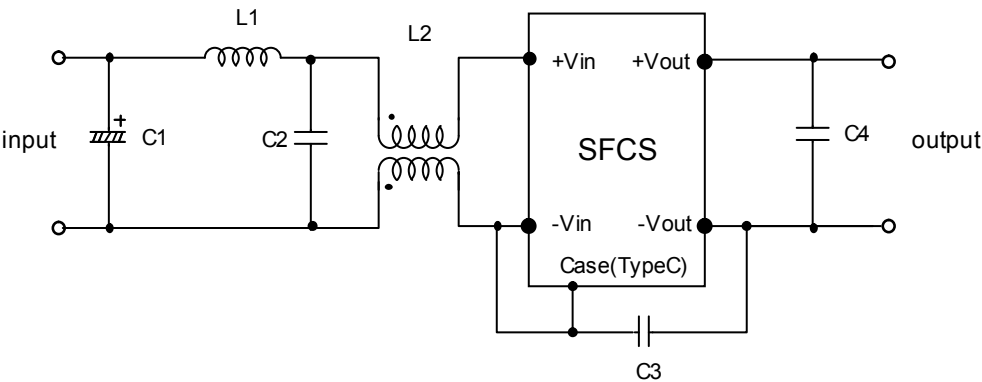 L1
L2
+Vin
+Vout
input
+
C1
C2
SFCS
C4
output
-Vin
-Vout
Case(TypeC)
C3